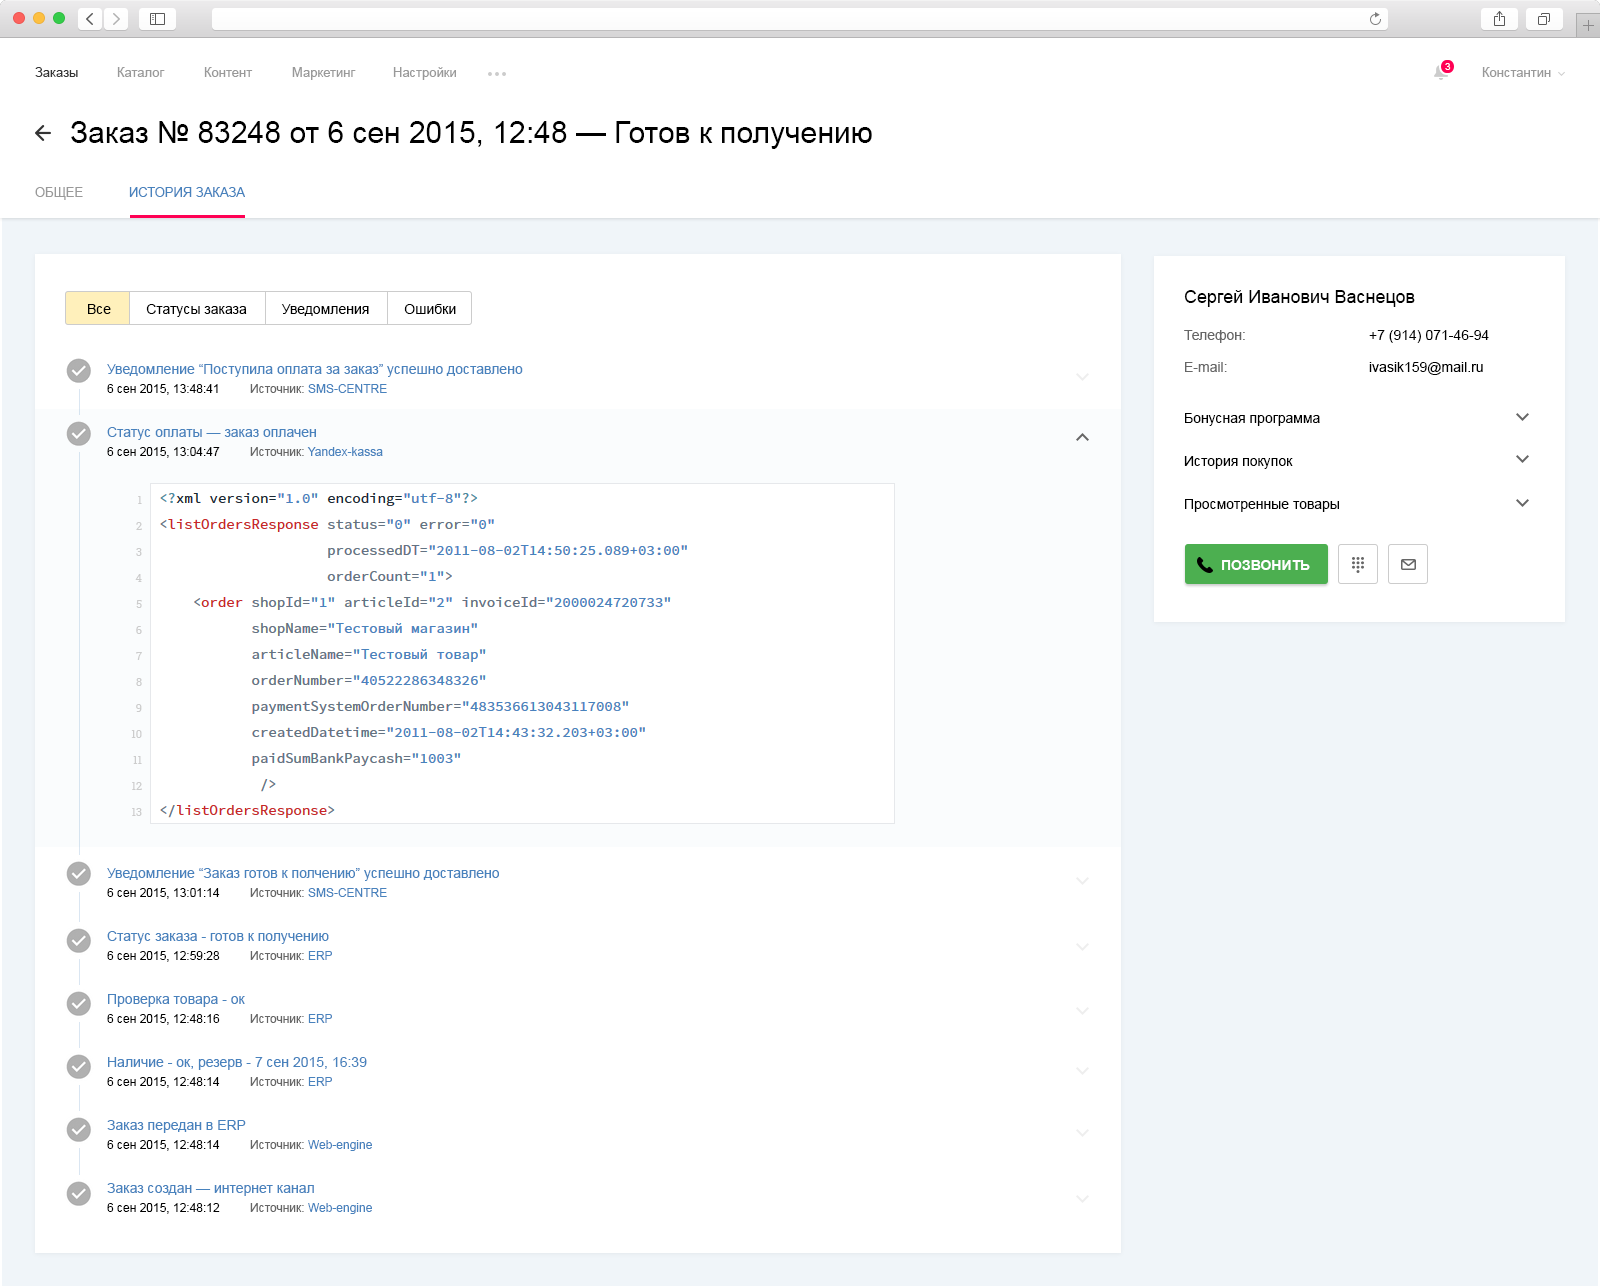 Заказы Каталог Контент Маркетинг Настройки 3 Константин
Заказ № 83248 от 6 сен 2015, 12:48 — Готов к получению
ОБЩЕЕ ИСТОРИЯ ЗАКАЗА
Все Статусы заказа Уведомления Ошибки
Уведомление “Поступила оплата за заказ” успешно доставлено
6 сен 2015, 13:48:41 Источник: SMS-CENTRE
Статус оплаты — заказ оплачен
6 сен 2015, 13:04:47 Источник: Yandex-kassa
1 <?xml version="1.0" encoding="utf-8"?>
2 <listOrdersResponse status="0" error="0"
3 processedDT="2011-08-02T14:50:25.089+03:00"
4 orderCount="1">
5 <order shopId="1" articleId="2" invoiceId="2000024720733"
6 shopName="Тестовый магазин"
7 articleName="Тестовый товар"
8 orderNumber="40522286348326"
9 paymentSystemOrderNumber="483536613043117008"
10 createdDatetime="2011-08-02T14:43:32.203+03:00"
11 paidSumBankPaycash="1003"
12 />
13 </listOrdersResponse>
Уведомление “Заказ готов к полчению” успешно доставлено
6 сен 2015, 13:01:14 Источник: SMS-CENTRE
Статус заказа - готов к получению
6 сен 2015, 12:59:28 Источник: ERP
Проверка товара - ок
6 сен 2015, 12:48:16 Источник: ERP
Наличие - ок, резерв - 7 сен 2015, 16:39
6 сен 2015, 12:48:14 Источник: ERP
Заказ передан в ERP
6 сен 2015, 12:48:14 Источник: Web-engine
Заказ создан — интернет канал
6 сен 2015, 12:48:12 Источник: Web-engine
Сергей Иванович Васнецов
Телефон: +7 (914) 071-46-94
E-mail: ivasik159@mail.ru
Бонусная программа
История покупок
Просмотренные товары
ПОЗВОНИТЬ